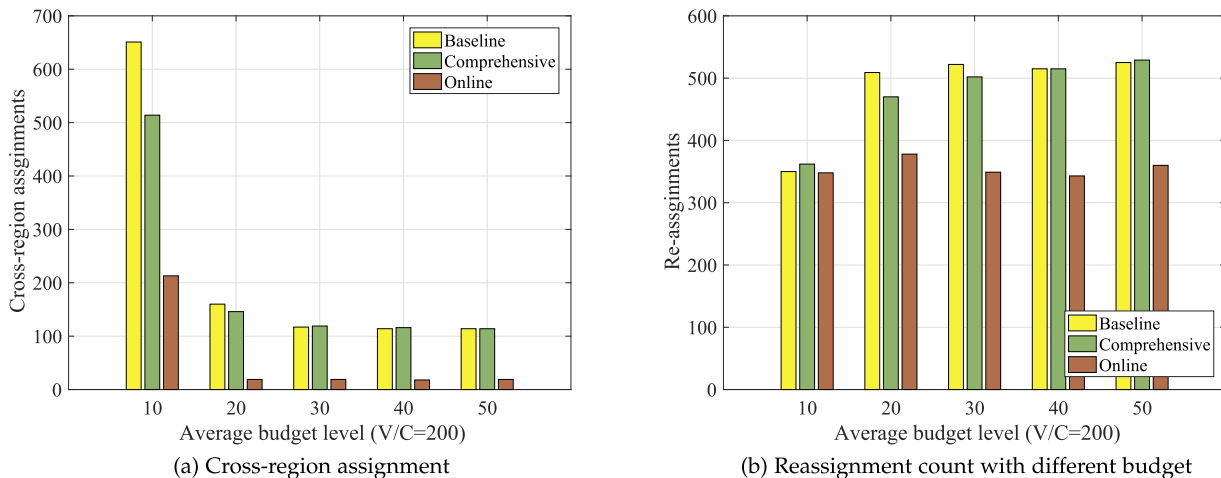 700
600
500
400
300
200
100
0
Cross-region assginments
Baseline
Comprehensive
Online
10 20 30 40 50
Average budget level (V/C=200)
(a) Cross-region assignment
600
500
400
300
200
100
0
Re-assginments
Baseline
Comprehensive
Online
10 20 30 40 50
Average budget level (V/C=200)
(b) Reassignment count with different budget